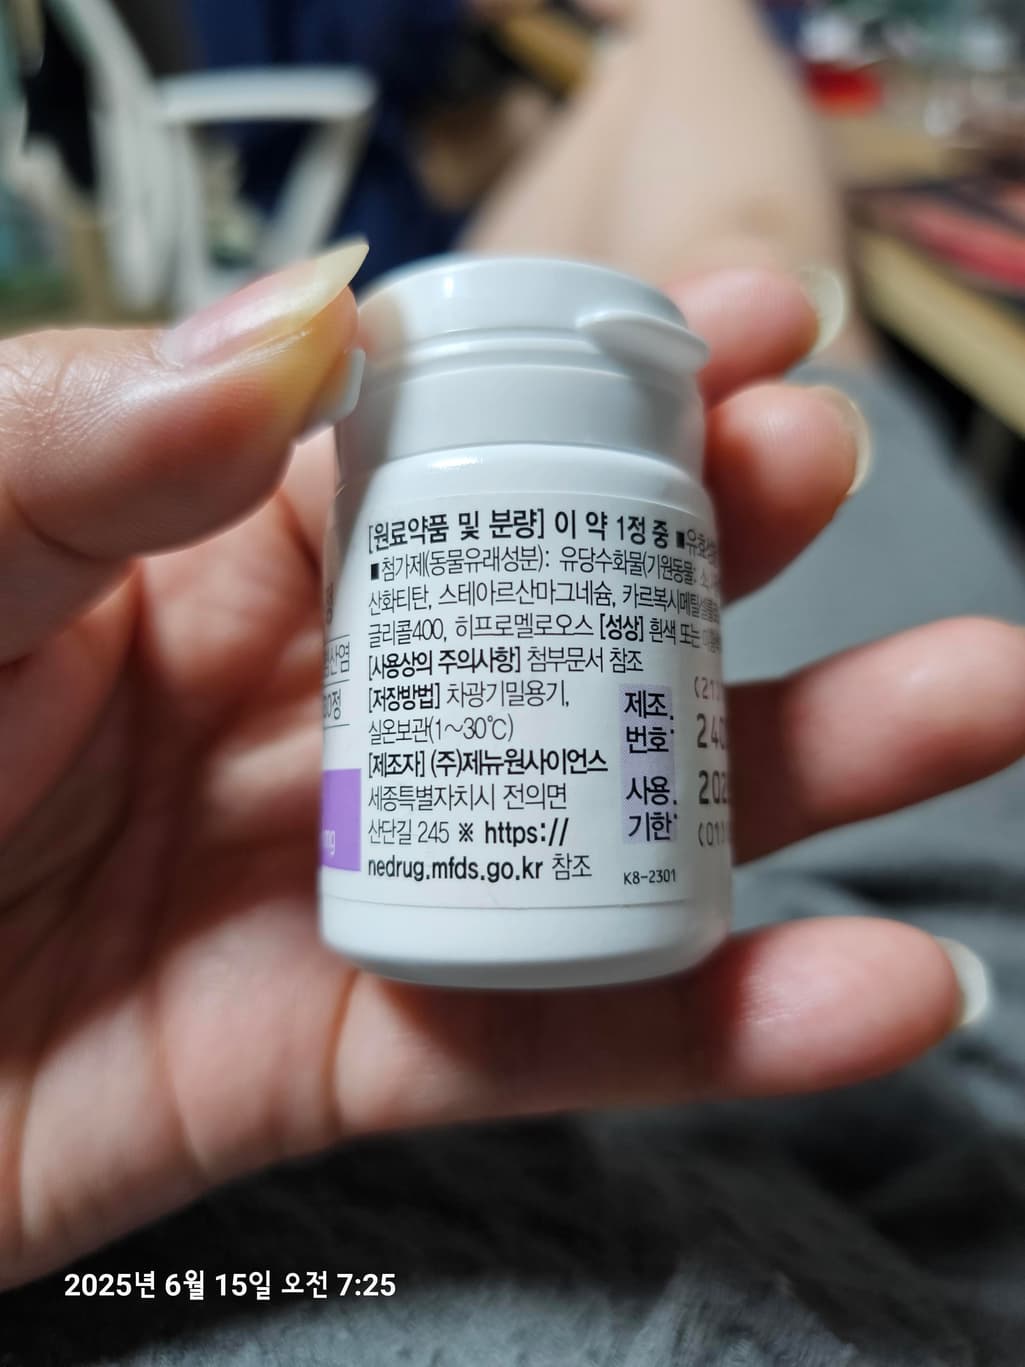 [원료약품 및 분량] 이 약 1정 중 ■
■첨가제(동물유래성분): 유당수화물(기원동물: 소,
산화티탄, 스테아르산마그네슘, 카르복시메틸
글리콜400, 히프로멜로오스 [성상] 흰색 또는
[사용상의 주의사항] 첨부문서 참조
[저장방법] 차광기밀용기,
실온보관(1~30℃)
[제조자] (주)제뉴원사이언스
세종특별자치시 전의면
산단길 245 ※ https://
nedrug.mfds.go.kr 참조
제조
번호
사용
기한
K8-2301
mg
2025년 6월 15일 오전 7:25